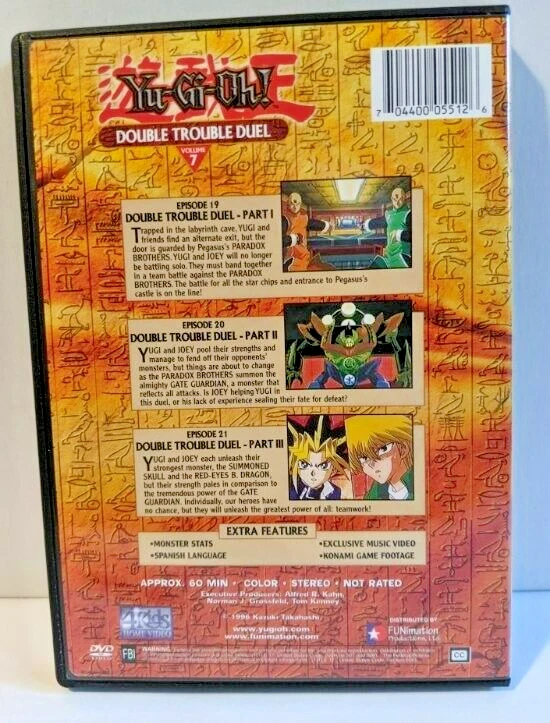 遊戯王
Yu-Gi-Oh!
DOUBLE TROUBLE DUEL
VOLUME
7
7 04400 05512 6
EPISODE 19
DOUBLE TROUBLE DUEL - PART I
Trapped in the labyrinth cave, YUGI and
friends find an alternate exit, but the
door is guarded by Pegasus's PARADOX
BROTHERS. YUGI and JOEY will no longer
be battling solo. They must band together
in a team battle against the PARADOX
BROTHERS. The battle for all the star chips and entrance to Pegasus's
castle is on the line!
EPISODE 20
DOUBLE TROUBLE DUEL - PART II
YUGI and JOEY pool their strengths and
manage to fend off their opponents'
monsters, but things are about to change
as the PARADOX BROTHERS summon the
almighty GATE GUARDIAN, a monster that
reflects all attacks. Is JOEY helping YUGI in
this duel, or his lack of experience sealing their fate for defeat?
EPISODE 21
DOUBLE TROUBLE DUEL - PART III
YUGI and JOEY each unleash their
strongest monster, the SUMMONED
SKULL and the RED-EYES B. DRAGON,
but their strength pales in comparison to
the tremendous power of the GATE
GUARDIAN. Individually, our heroes have
no chance, but they will unleash the greatest power of all: teamwork!
EXTRA FEATURES
•MONSTER STATS •EXCLUSIVE MUSIC VIDEO
•SPANISH LANGUAGE •KONAMI GAME FOOTAGE
APPROX. 60 MIN • COLOR • STEREO • NOT RATED
Executive Producers: Alfred R. Kahn,
Norman J. Grossfeld, Tom Kenney
© 1996 Kazuki Takahashi
www.yugioh.com
www.funimation.com
4Kids
HOME VIDEO
DISTRIBUTED BY
FUNimation
Productions, Ltd.
DVD
VIDEO
FBI WARNING
CC